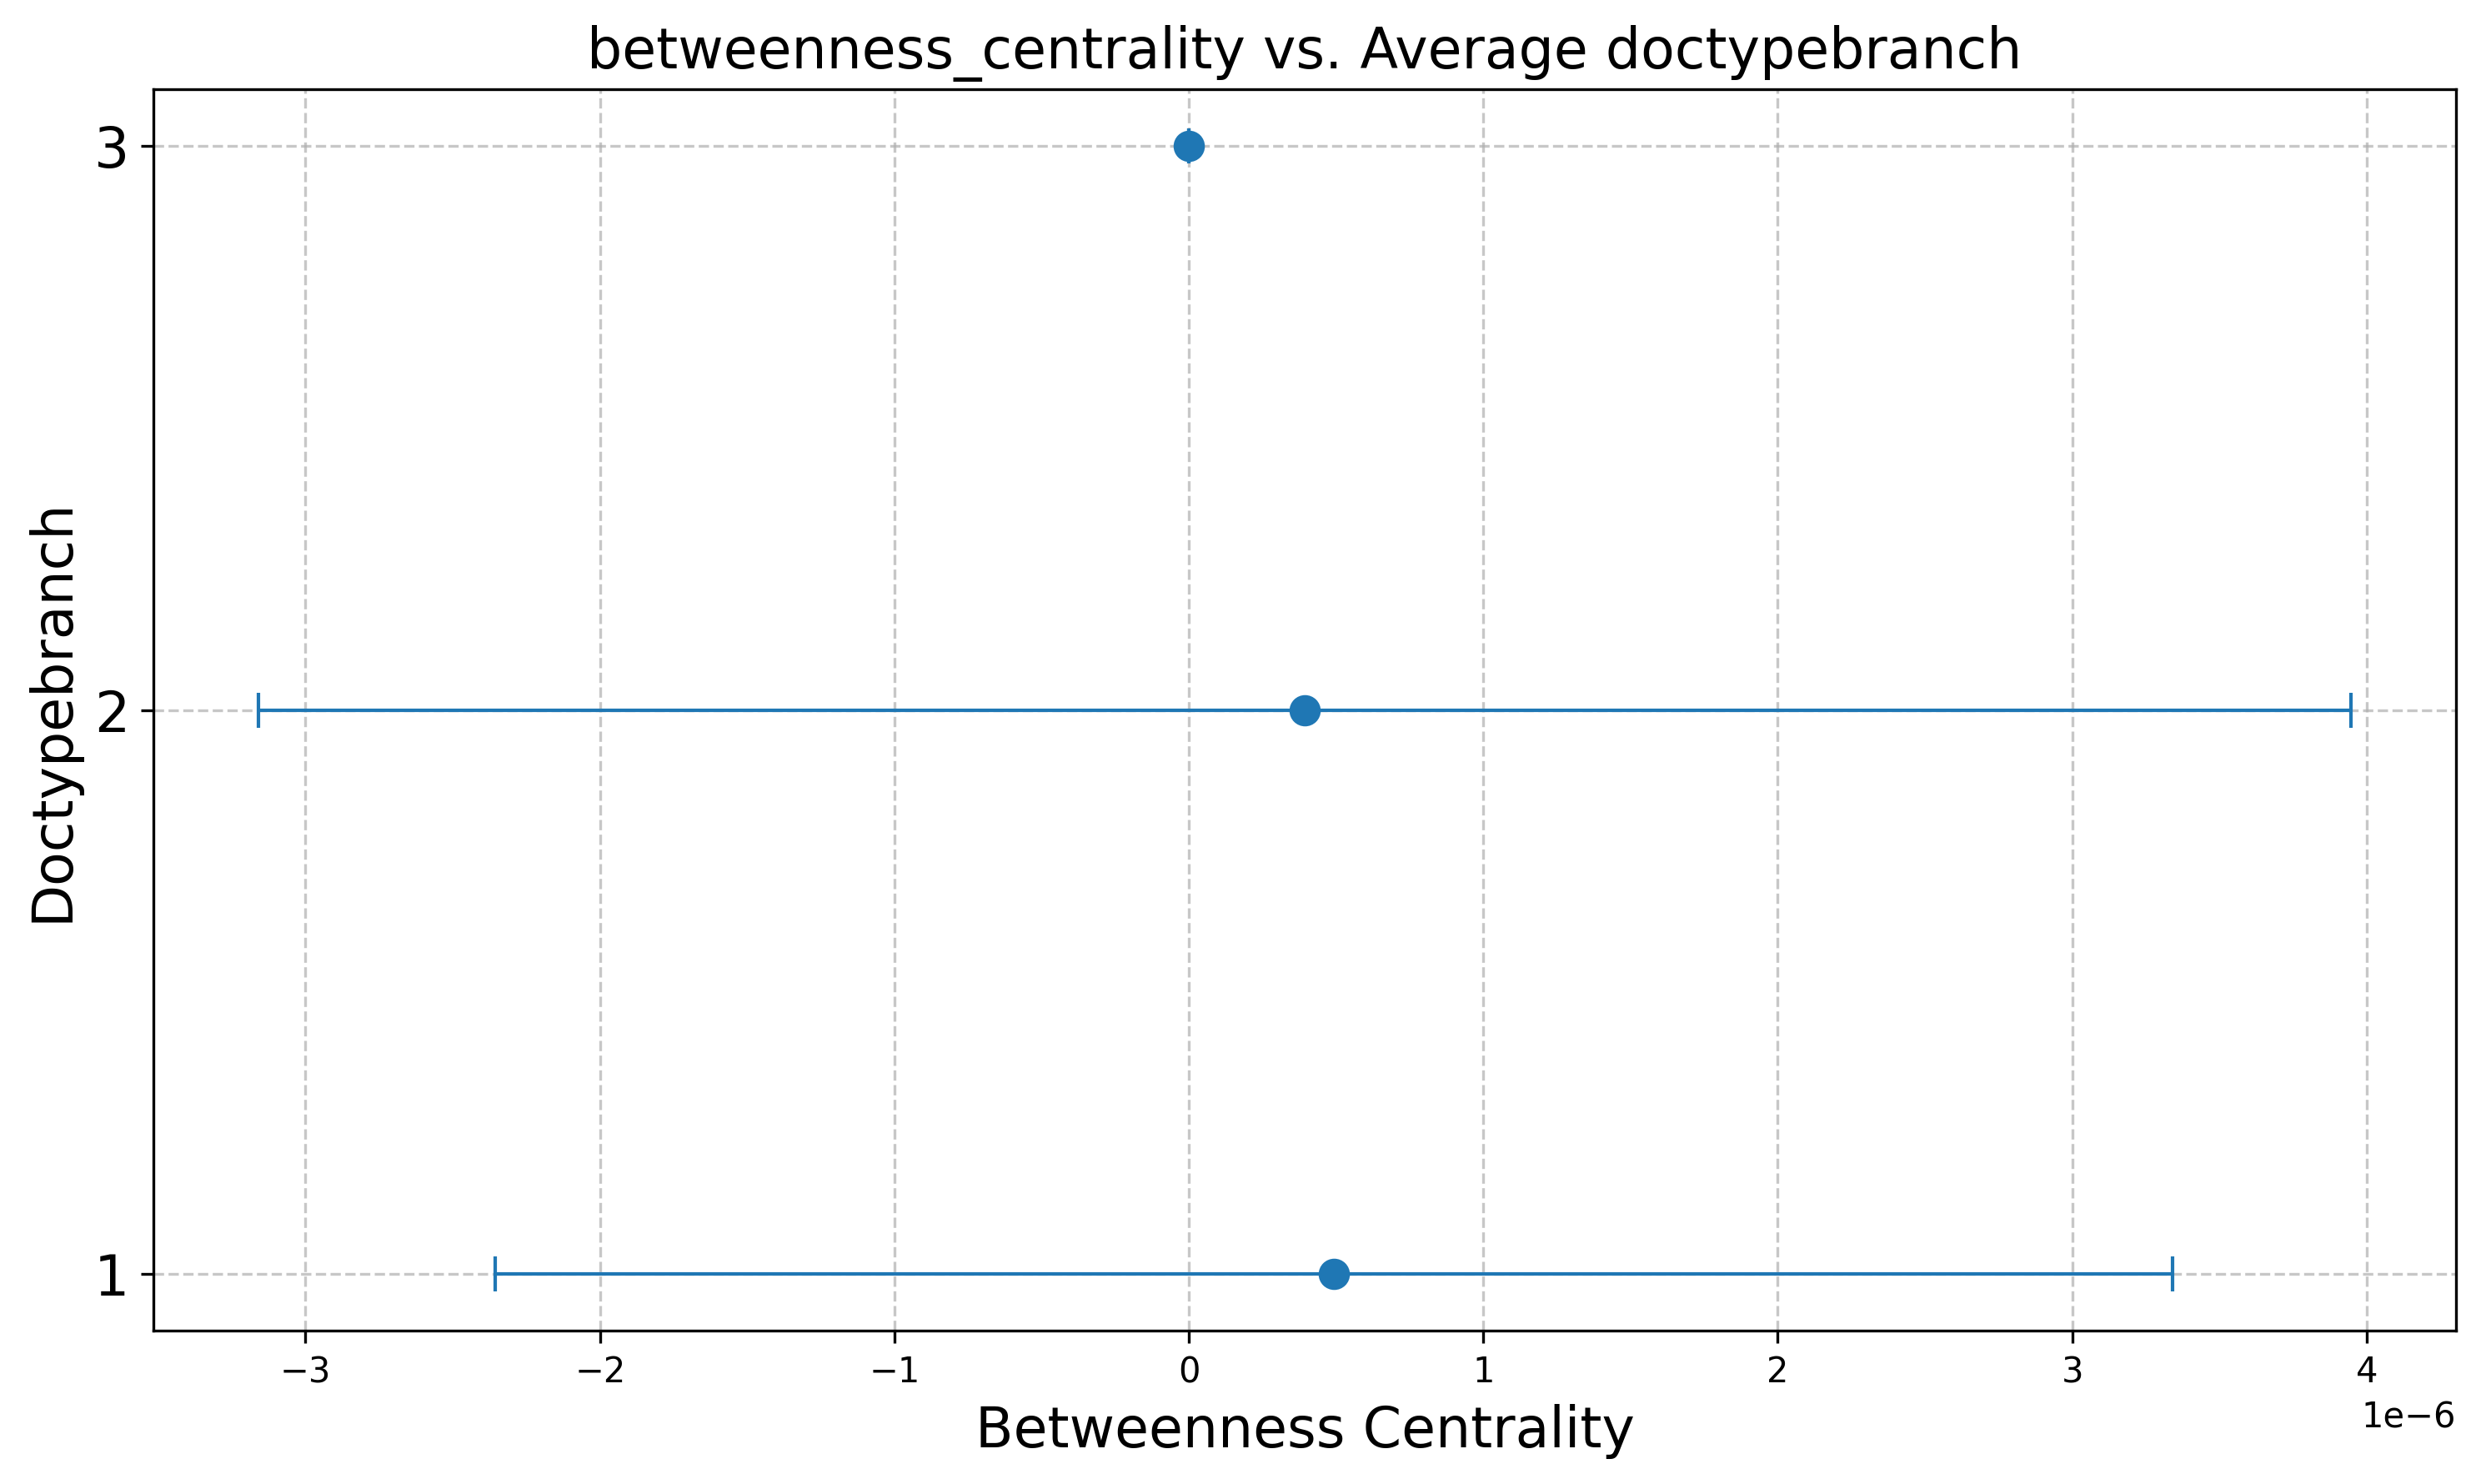 betweenness_centrality vs. Average doctypebranch
3
2
1
Doctypebranch
−3 −2 −1 0 1 2 3 4
1e−6
Betweenness Centrality